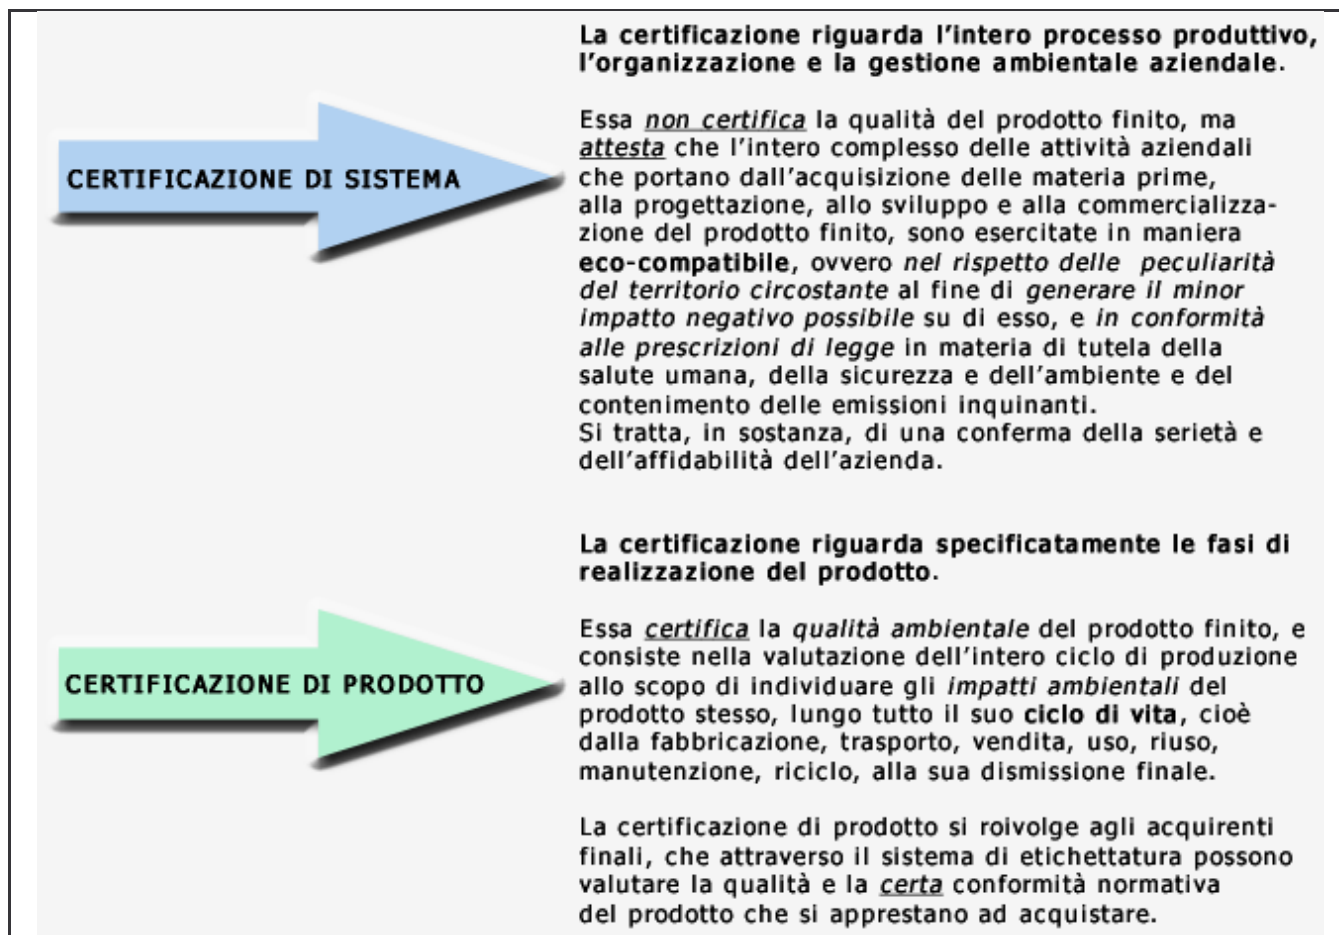 La certificazione riguarda l'intero processo produttivo,
l'organizzazione e la gestione ambientale aziendale.
Essa non certifica la qualità del prodotto finito, ma
attesta che l'intero complesso delle attività aziendali
che portano dall'acquisizione delle materia prime,
alla progettazione, allo sviluppo e alla commercializza-
zione del prodotto finito, sono esercitate in maniera
eco-compatibile, ovvero nel rispetto delle peculiarità
del territorio circostante al fine di generare il minor
impatto negativo possibile su di esso, e in conformità
alle prescrizioni di legge in materia di tutela della
salute umana, della sicurezza e dell'ambiente e del
contenimento delle emissioni inquinanti.
Si tratta, in sostanza, di una conferma della serietà e
dell'affidabilità dell'azienda.
CERTIFICAZIONE DI SISTEMA
La certificazione riguarda specificatamente le fasi di
realizzazione del prodotto.
Essa certifica la qualità ambientale del prodotto finito, e
consiste nella valutazione dell'intero ciclo di produzione
allo scopo di individuare gli impatti ambientali del
prodotto stesso, lungo tutto il suo ciclo di vita, cioè
dalla fabbricazione, trasporto, vendita, uso, riuso,
manutenzione, riciclo, alla sua dismissione finale.
La certificazione di prodotto si roivolge agli acquirenti
finali, che attraverso il sistema di etichettatura possono
valutare la qualità e la certa conformità normativa
del prodotto che si apprestano ad acquistare.
CERTIFICAZIONE DI PRODOTTO